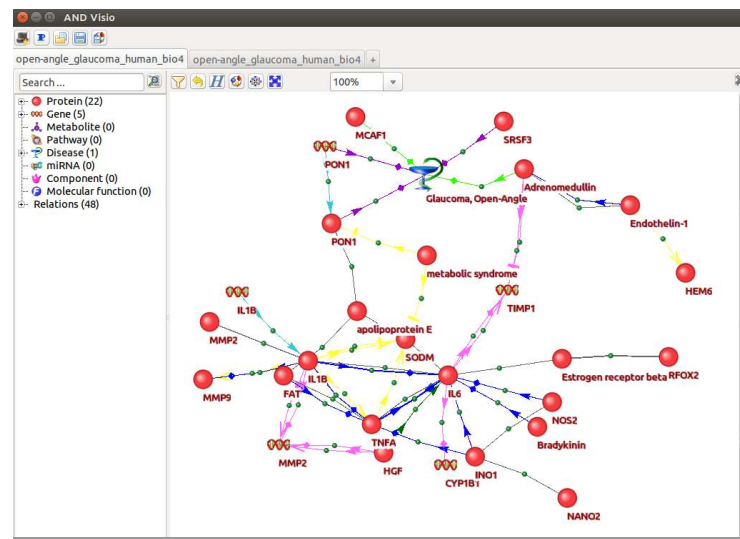 AND Visio
open-angle_glaucoma_human_bio4 open-angle_glaucoma_human_bio4 +
Search ... H 100%
Protein (22)
Gene (5)
Metabolite (0)
Pathway (0)
Disease (1)
miRNA (0)
Component (0)
Molecular function (0)
Relations (48)
MCAF1
SRSF3
PON1
Glaucoma, Open-Angle
Adrenomedullin
Endothelin-1
PON1
metabolic syndrome
HEM6
IL1B
TIMP1
MMP2
apolipoprotein E
SODM
Estrogen receptor beta
RFOX2
MMP9
IL1B
FAT
IL6
NOS2
Bradykinin
TNFA
MMP2
HGF
CYP1B1
INO1
NANO2